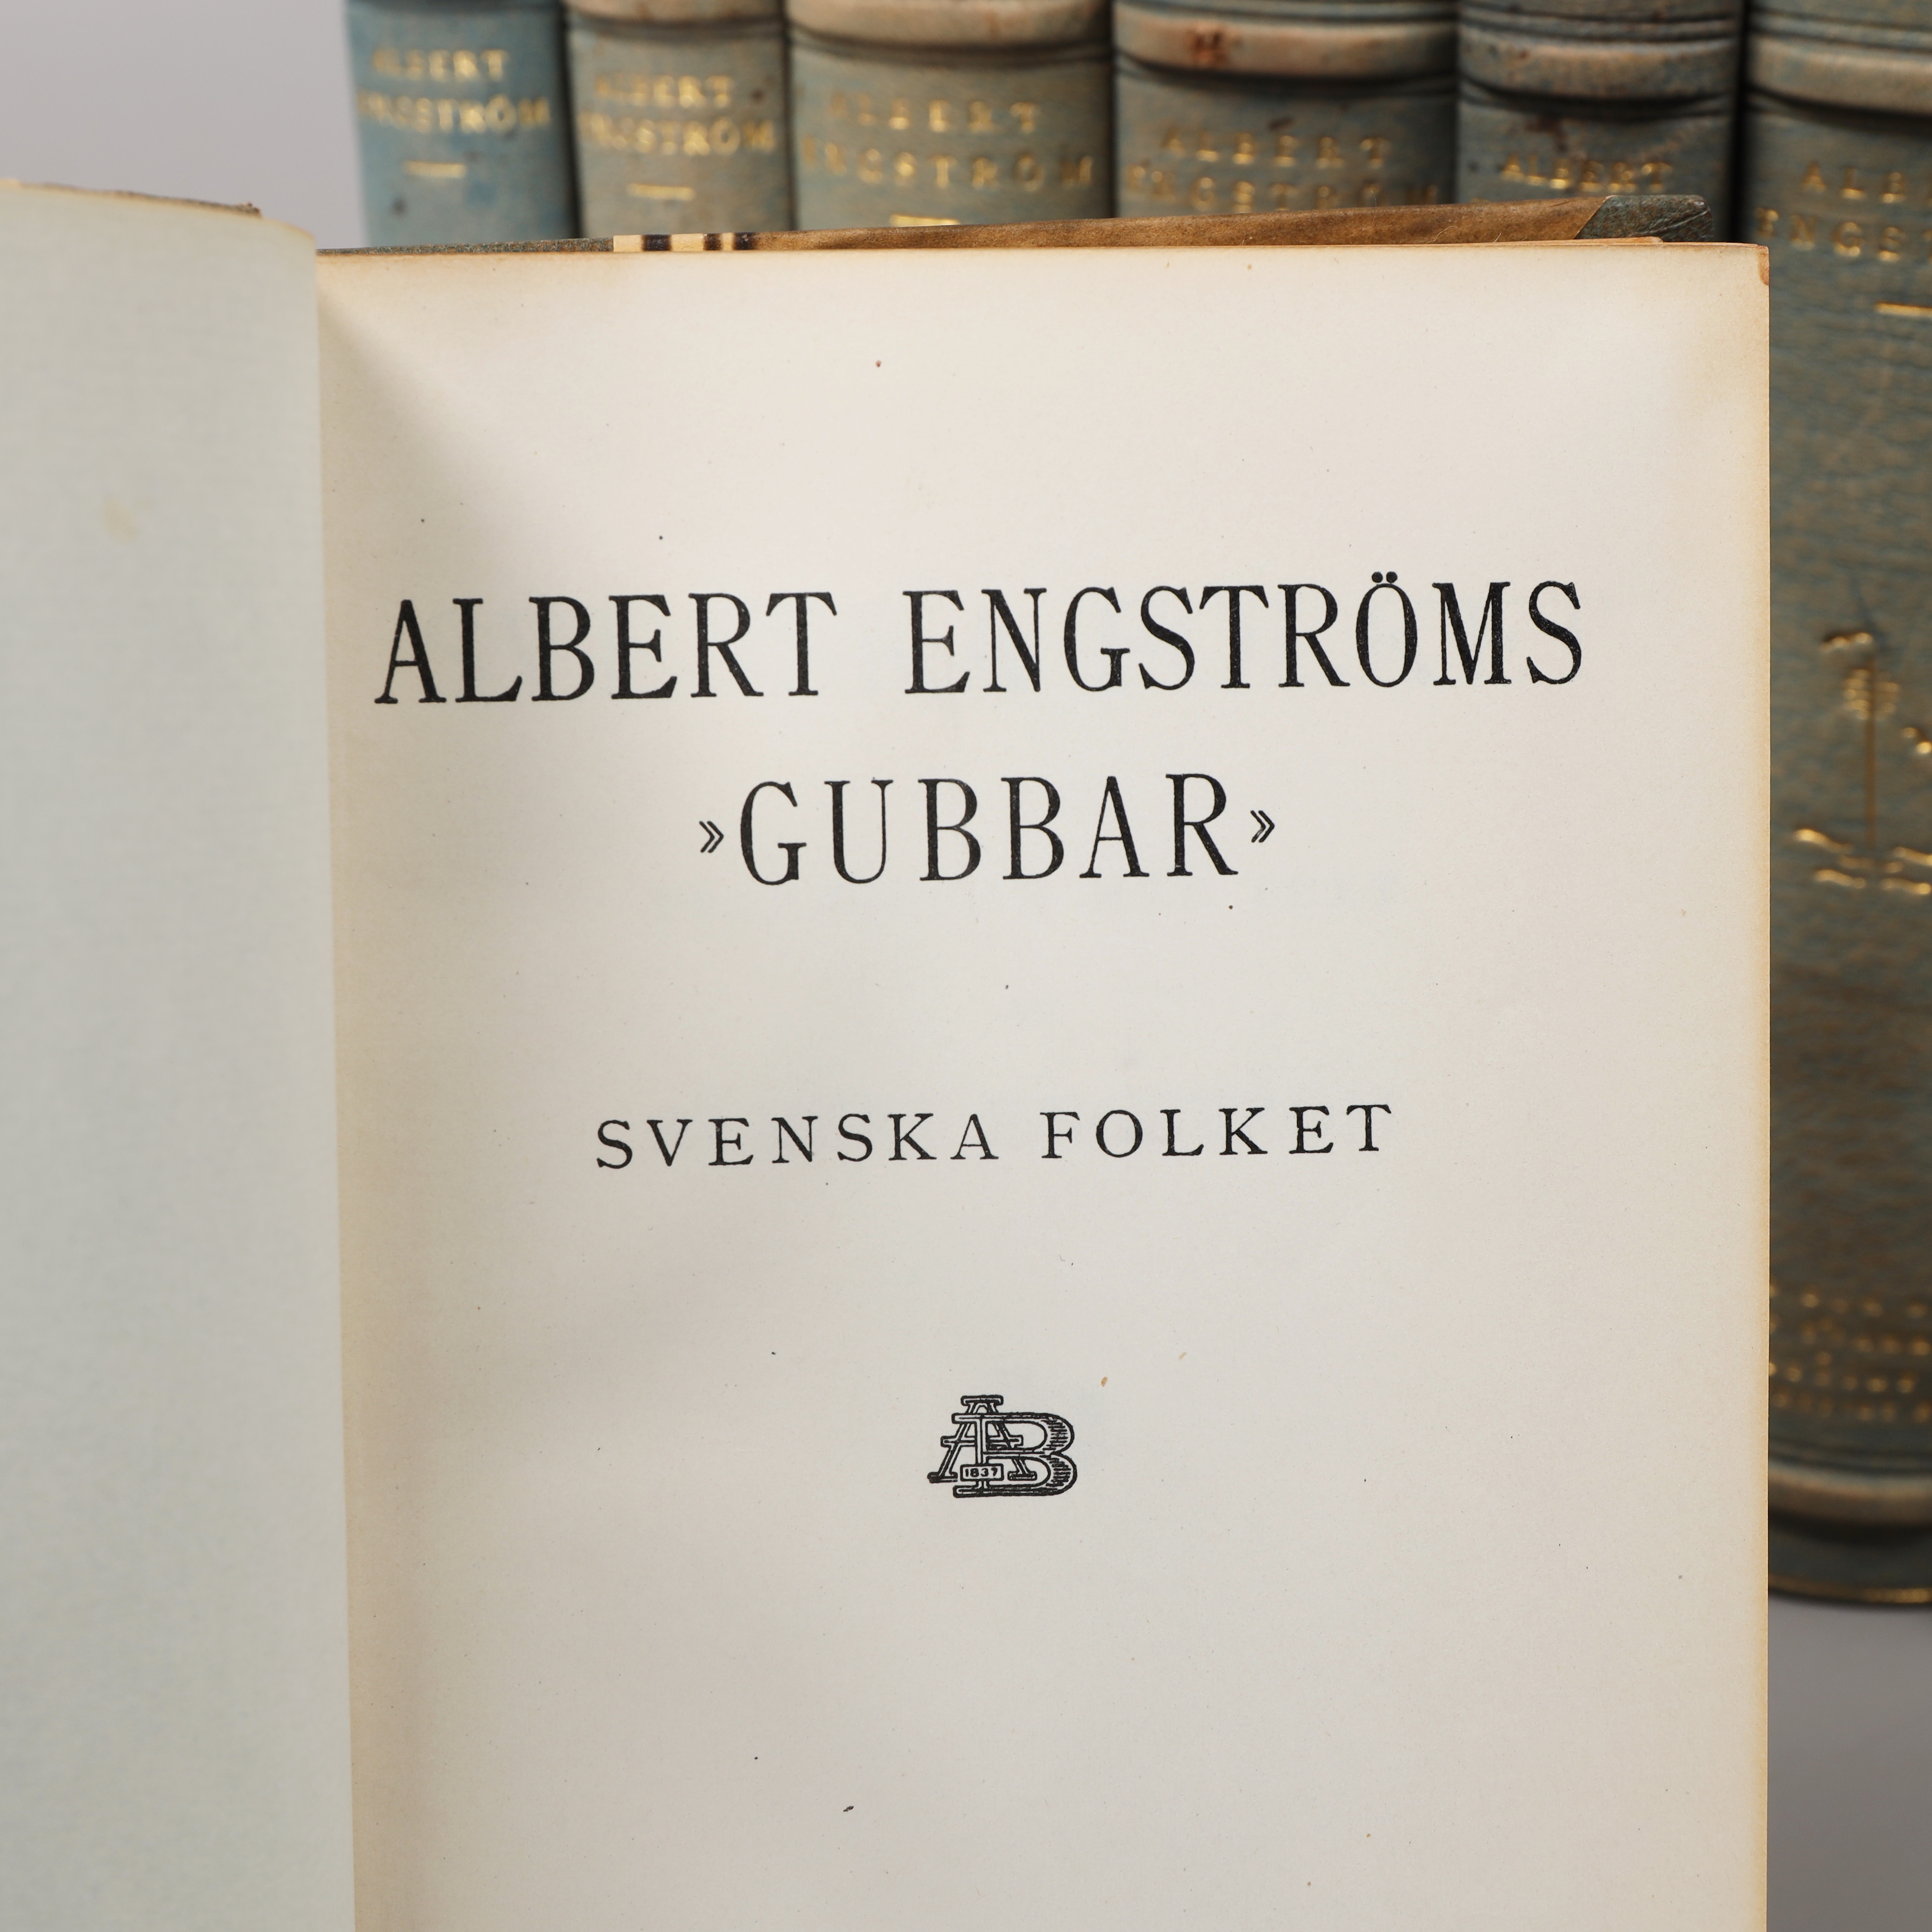 ALBERT
ENGSTRÖM
ALBERT
ENGSTRÖM
ALBERT
ENGSTRÖM
ALBERT
ENGSTRÖM
ALBERT
ALBERT ENGSTRÖMS
»GUBBAR»
SVENSKA FOLKET
AB
1837